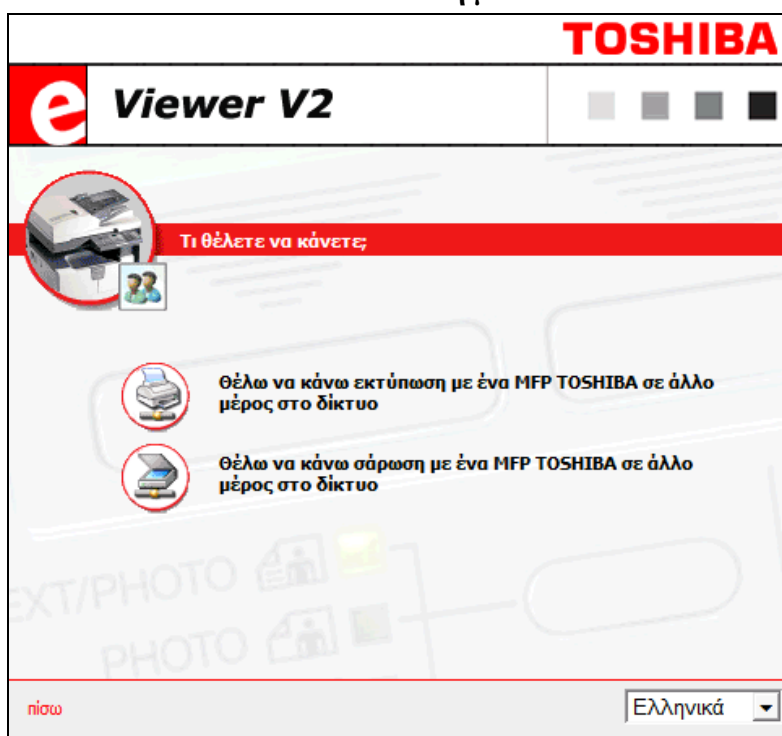 TOSHIBA
e Viewer V2
Τι θέλετε να κάνετε;
Θέλω να κάνω εκτύπωση με ένα MFP TOSHIBA σε άλλο
μέρος στο δίκτυο
Θέλω να κάνω σάρωση με ένα MFP TOSHIBA σε άλλο
μέρος στο δίκτυο
EXT/PHOTO
PHOTO
πίσω
Ελληνικά